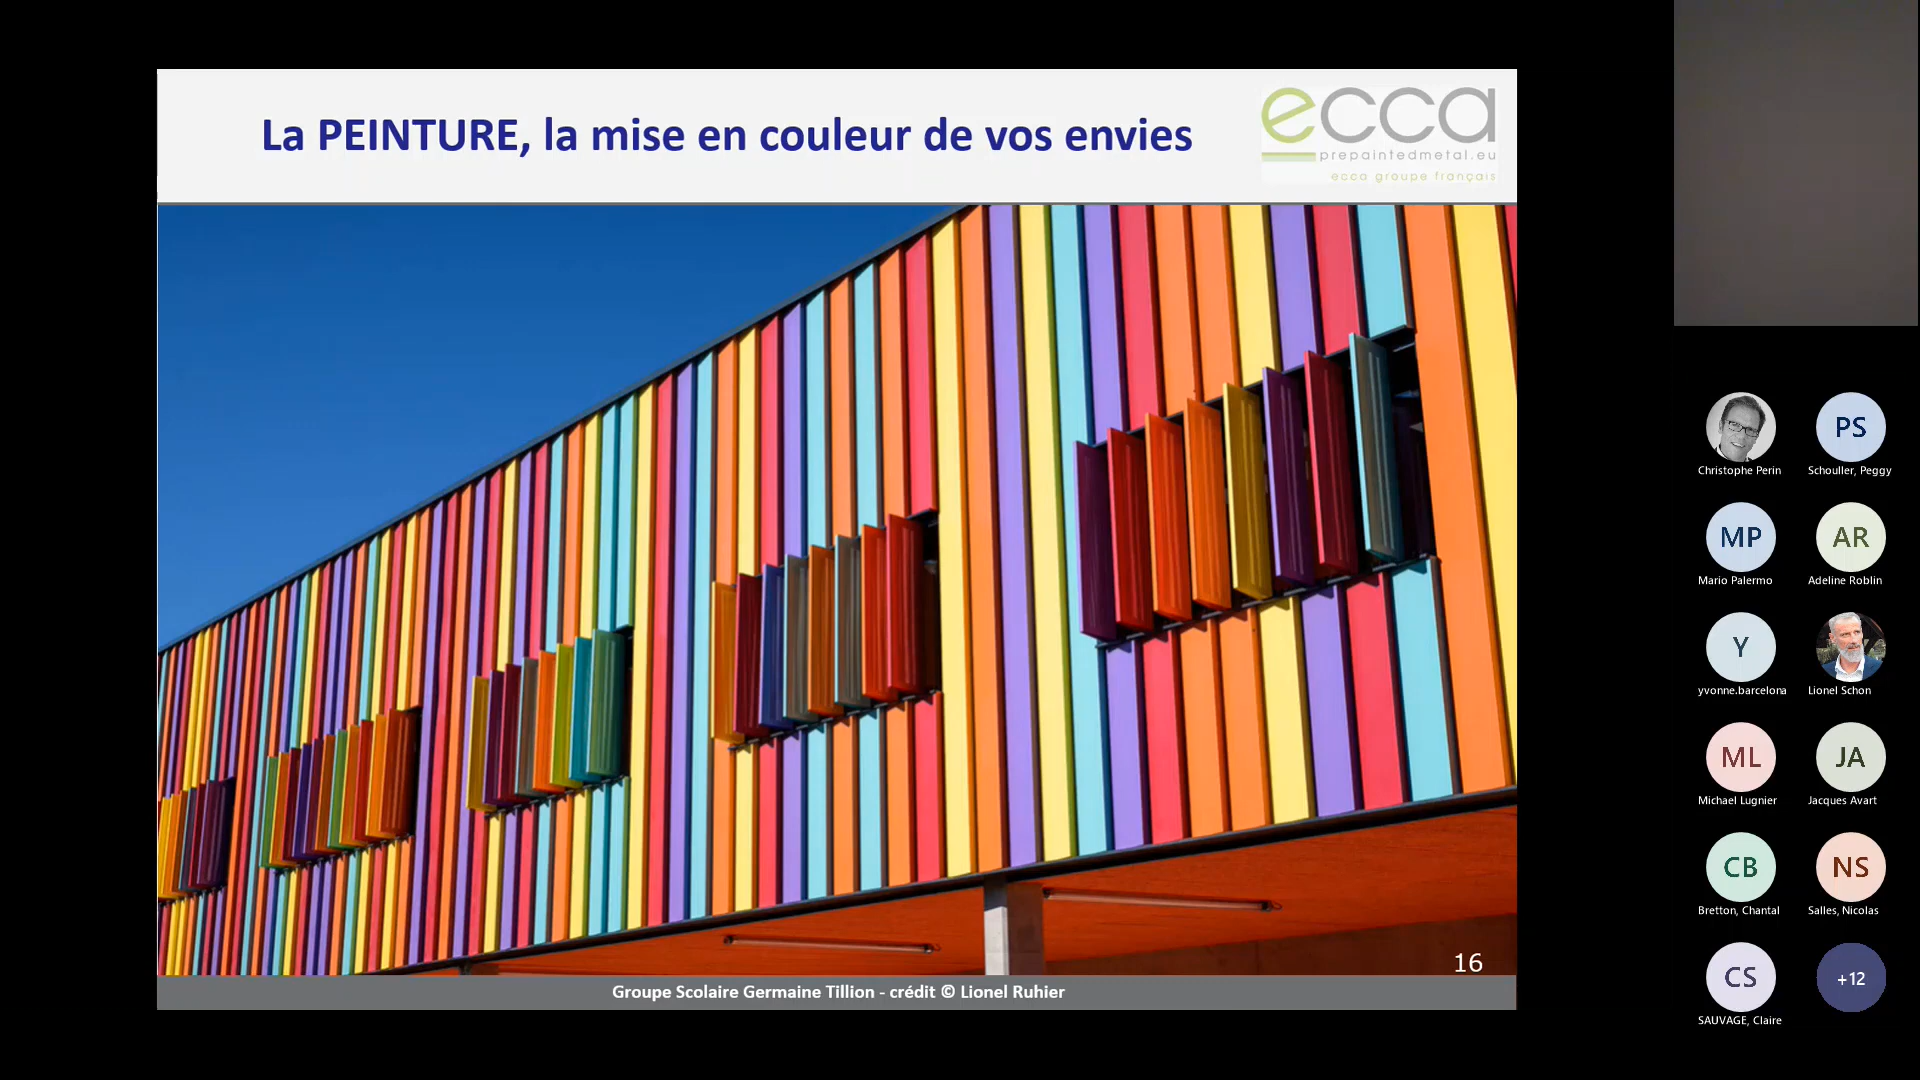 La PEINTURE, la mise en couleur de vos envies
ecca
prepaintedmetal.eu
ecca groupe français
16
Groupe Scolaire Germaine Tillion - crédit © Lionel Ruhier
Christophe Perin
PS
Schouller, Peggy
MP
Mario Palermo
AR
Adeline Roblin
Y
yvonne.barcelona
Lionel Schon
ML
Michael Lugnier
JA
Jacques Avart
CB
Bretton, Chantal
NS
Salles, Nicolas
CS
SAUVAGE, Claire
+12